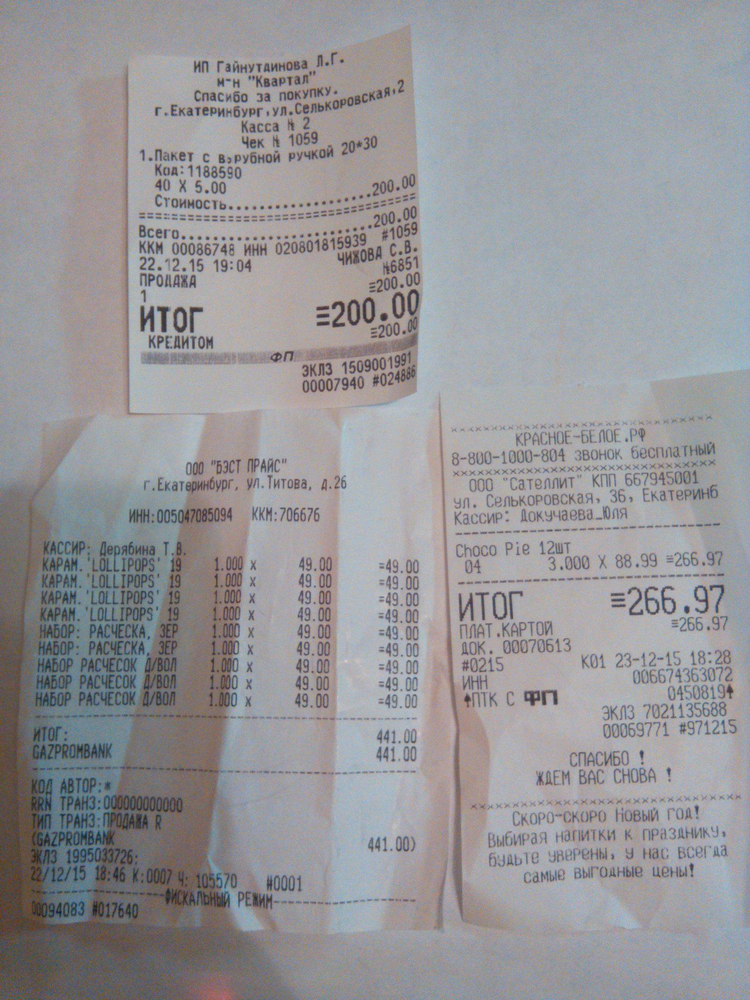 ИП Гайнутдинова Л.Г.
м-н "Квартал"
Спасибо за покупку.
г.Екатеринбург,ул.Селькоровская,2
Касса № 2
Чек № 1059
1.Пакет с вырубной ручкой 20*30
Код:1188590
40 X 5.00
Стоимость....................200.00
Всего........................200.00
ККМ 00086748 ИНН 020801815939 #1059
22.12.15 19:04 ЧИЖОВА С.В.
ПРОДАЖА №6851
1 ≡200.00
ИТОГ ≡200.00
КРЕДИТОМ ≡200.00
ФП
ЭКЛЗ 1509001991
00007940 #024886
ООО "БЭСТ ПРАЙС"
г.Екатеринбург, ул.Титова, д.26
ИНН:005047085094 ККМ:706676
КАССИР: Дерябина Т.В.
КАРАМ.'LOLLIPOPS' 19 1.000 x 49.00 =49.00
КАРАМ.'LOLLIPOPS' 19 1.000 x 49.00 =49.00
КАРАМ.'LOLLIPOPS' 19 1.000 x 49.00 =49.00
КАРАМ.'LOLLIPOPS' 19 1.000 x 49.00 =49.00
НАБОР: РАСЧЕСКА, ЗЕР 1.000 x 49.00 =49.00
НАБОР: РАСЧЕСКА, ЗЕР 1.000 x 49.00 =49.00
НАБОР РАСЧЕСОК Д/ВОЛ 1.000 x 49.00 =49.00
НАБОР РАСЧЕСОК Д/ВОЛ 1.000 x 49.00 =49.00
НАБОР РАСЧЕСОК Д/ВОЛ 1.000 x 49.00 =49.00
ИТОГ: 441.00
GAZPROMBANK 441.00
КОД АВТОР:*
RRN ТРАНЗ:000000000000
ТИП ТРАНЗ:ПРОДАЖА R
(GAZPROMBANK 441.00)
ЭКЛЗ 1995033726:
22/12/15 18:46 К:0007 Ч: 105570 #0001
ФИСКАЛЬНЫЙ РЕЖИМ
00094083 #017640
КРАСНОЕ-БЕЛОЕ.РФ
8-800-1000-804 звонок бесплатный
ООО "Сателлит" КПП 667945001
ул. Селькоровская, 36, Екатеринб
Кассир: Докучаева_Юля
Choco Pie 12шт
04 3.000 X 88.99 ≡266.97
ИТОГ ≡266.97
ПЛАТ.КАРТОЙ ≡266.97
ДОК. 00070613
#0215 К01 23-12-15 18:28
ИНН 006674363072
ПТК С ФП 0450819
ЭКЛЗ 7021135688
00069771 #971215
СПАСИБО !
ЖДЕМ ВАС СНОВА !
Скоро-скоро Новый год!
Выбирая напитки к празднику,
будьте уверены, у нас всегда
самые выгодные цены!